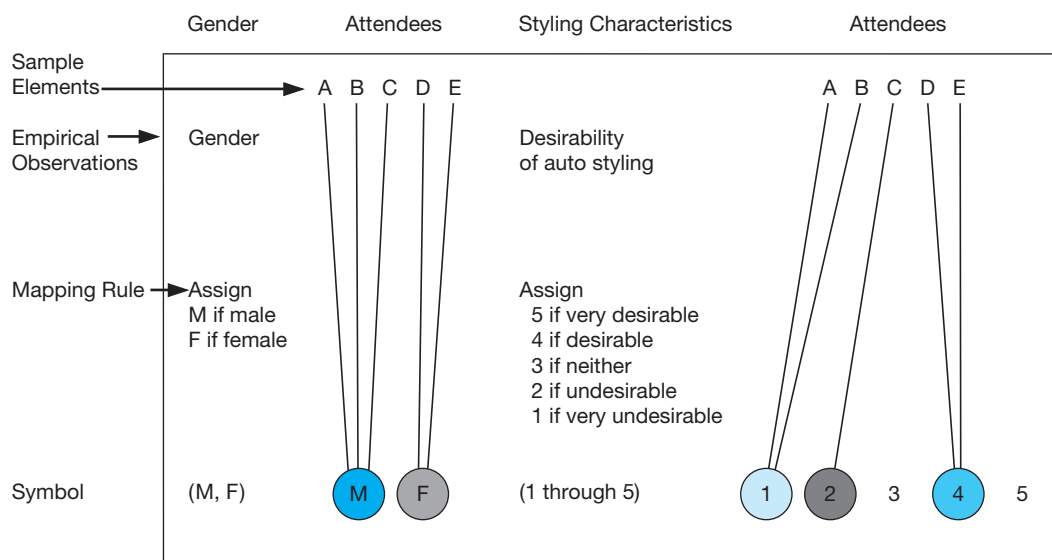 Gender Attendees Styling Characteristics Attendees
Sample
Elements A B C D E A B C D E
Empirical Gender Desirability
Observations of auto styling
Mapping Rule Assign Assign
M if male 5 if very desirable
F if female 4 if desirable
3 if neither
2 if undesirable
1 if very undesirable
Symbol (M, F) M F (1 through 5) 1 2 3 4 5